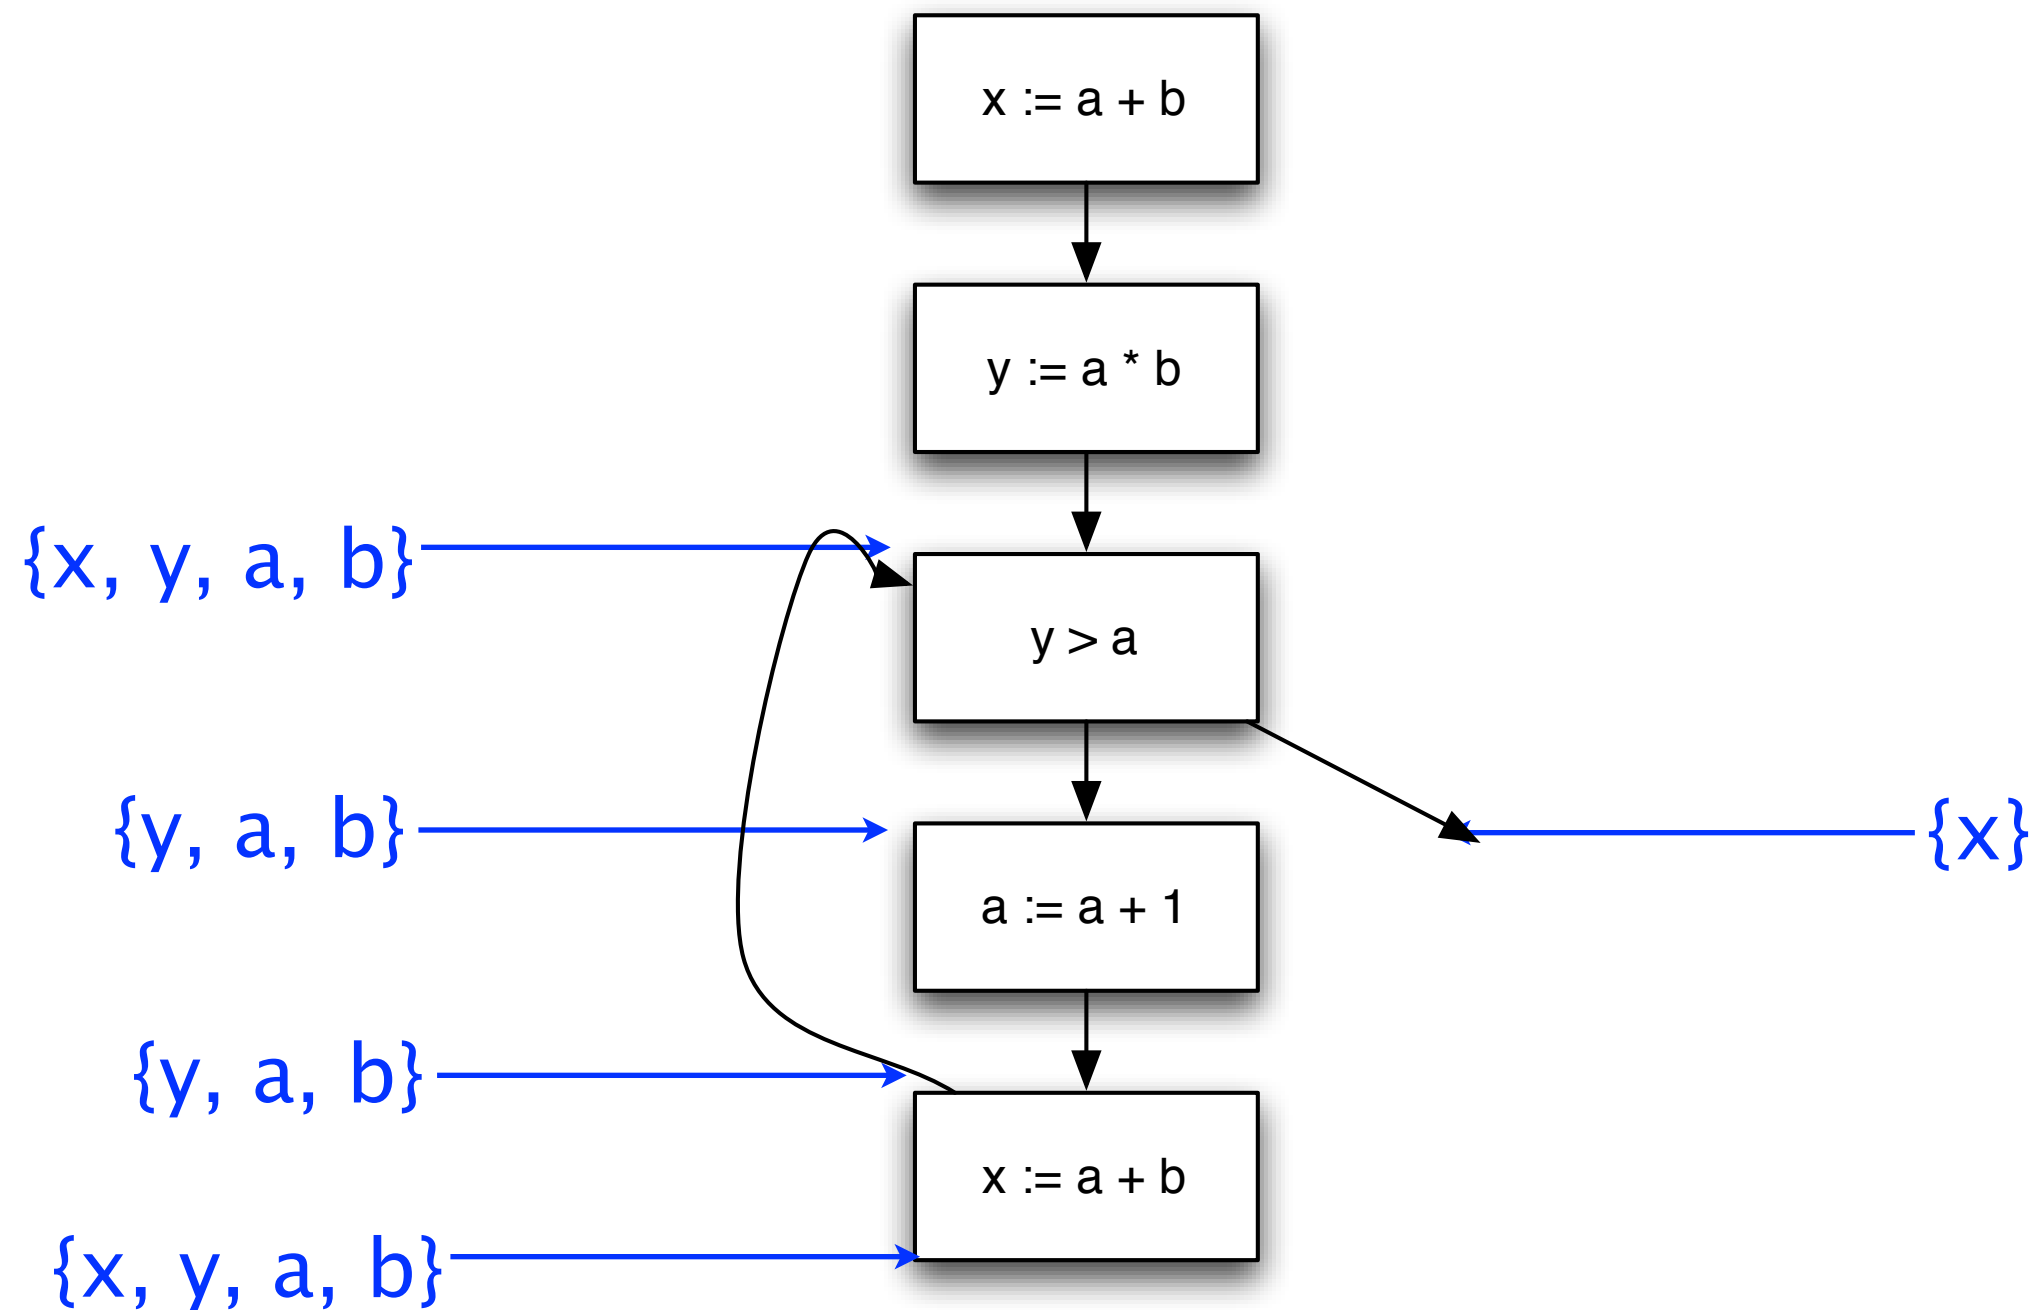 x := a + b
y := a * b
{x, y, a, b}
y > a
{y, a, b}
{x}
a := a + 1
{y, a, b}
x := a + b
{x, y, a, b}